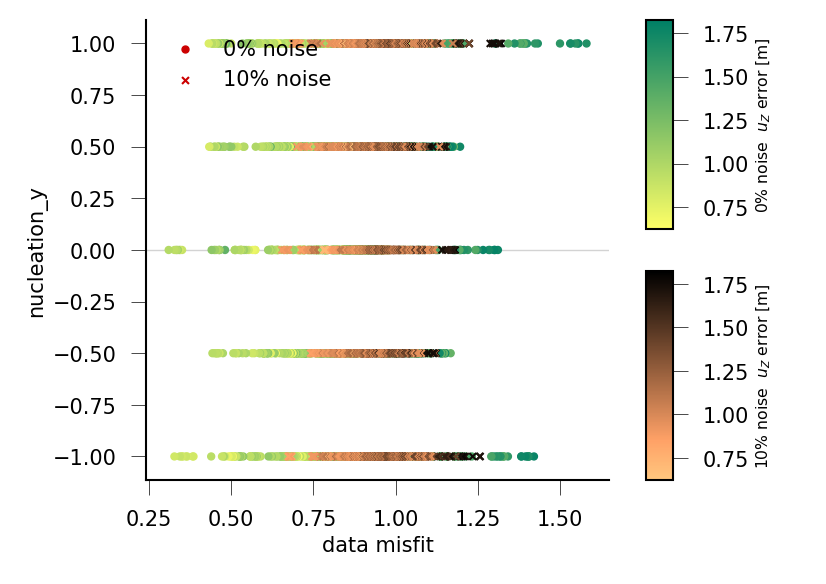 1.00
0.75
0.50
0.25
0.00
−0.25
−0.50
−0.75
−1.00
nucleation_y
0% noise
10% noise
0.25 0.50 0.75 1.00 1.25 1.50
data misfit
1.75
1.50
1.25
1.00
0.75
0% noise u_Z error [m]
1.75
1.50
1.25
1.00
0.75
10% noise u_Z error [m]